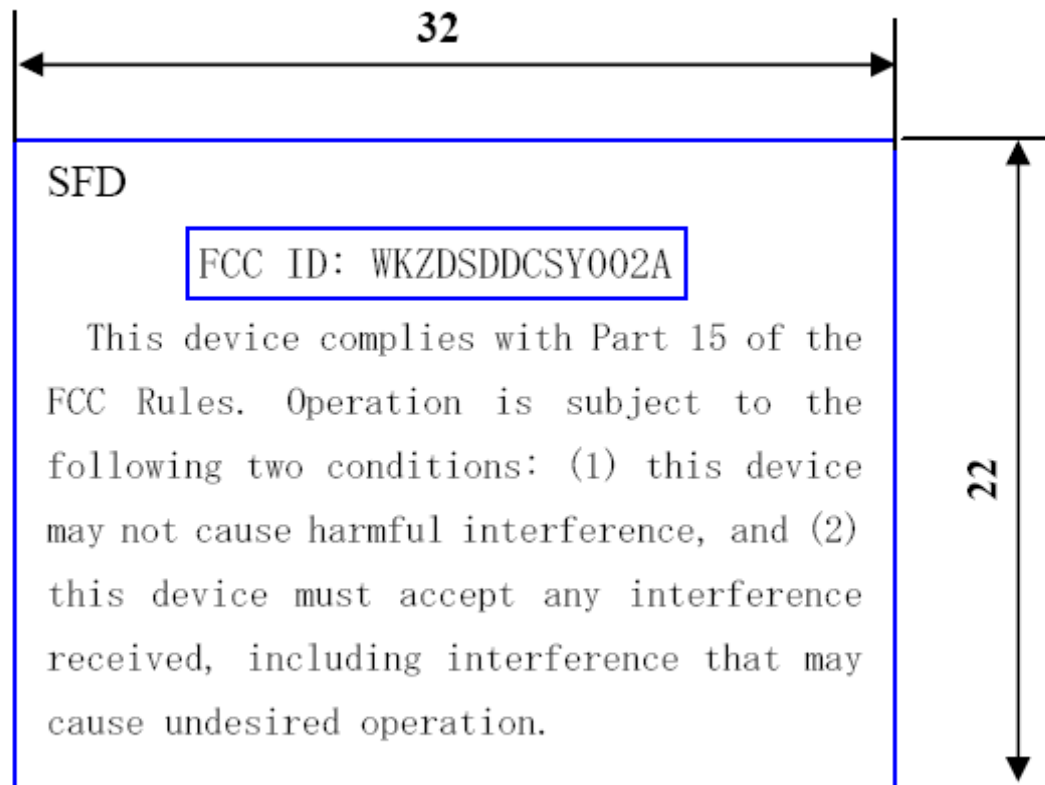 32
SFD
FCC ID: WKZDSDDCSY002A
This device complies with Part 15 of the
FCC Rules. Operation is subject to the
following two conditions: (1) this device
may not cause harmful interference, and (2)
this device must accept any interference
received, including interference that may
cause undesired operation.
22